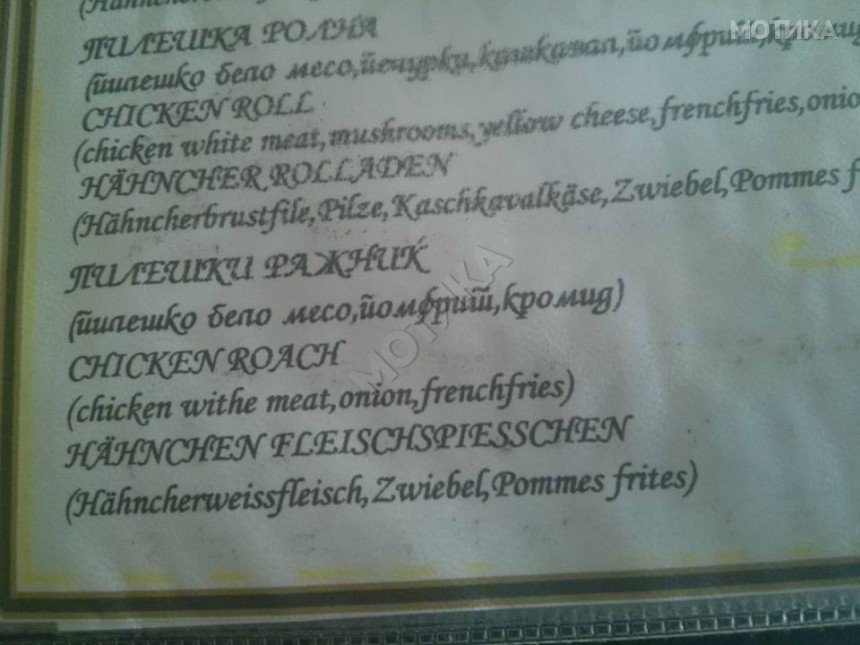 МОТИКА
ПИЛЕШКА РОЛНА
(пилешко бело месо,печурки,кашкавал,помфрит,кромид
CHICKEN ROLL
(chicken white meat,mushrooms,yellow cheese,frenchfries,onio
HÄHNCHER ROLLADEN
(Hähncherbrustfile,Pilze,Kaschkavalkäse,Zwiebel,Pommes f
ПИЛЕШКИ РАЖНИЌ
(пилешко бело месо,помфрит,кромид)
МОТИКА
CHICKEN ROACH
(chicken withe meat,onion,frenchfries)
HÄHNCHEN FLEISCHSPIESSCHEN
(Hähncherweissfleisch,Zwiebel,Pommes frites)